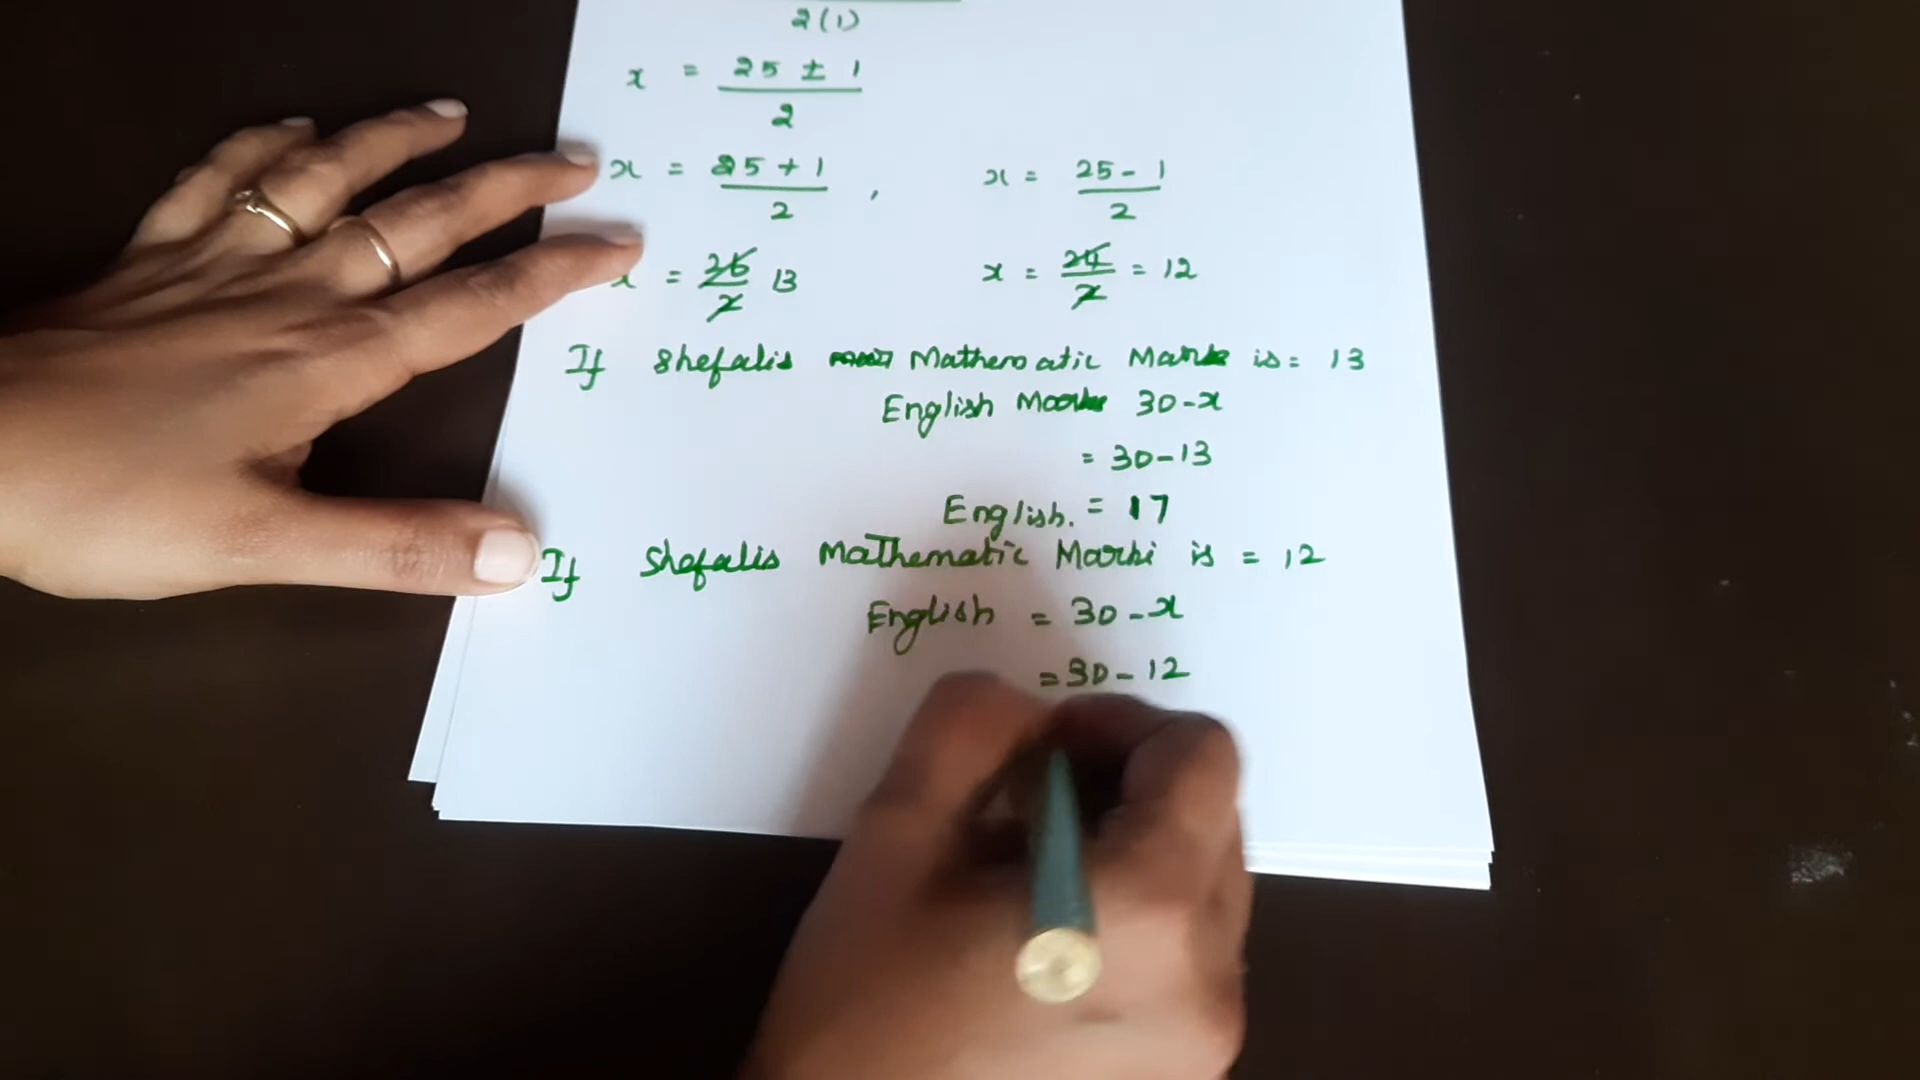 2(1)
x = 25 ± 1
2
x = 25 + 1 , x = 25 - 1
2 2
x = 26 13 x = 24 = 12
2 2
If Shefalis Mathematic Marks is = 13
English Marks 30-x
= 30-13
English. = 17
If Shefalis Mathematic Marks is = 12
English = 30-x
=30-12